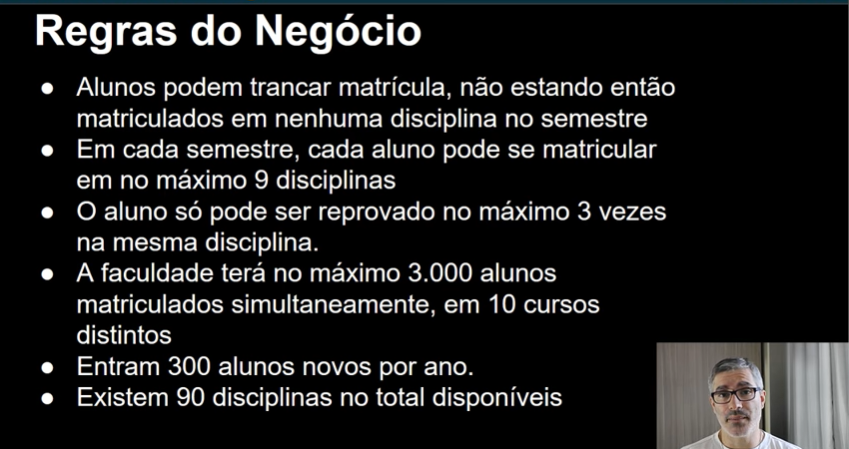 Regras do Negócio
● Alunos podem trancar matrícula, não estando então
matriculados em nenhuma disciplina no semestre
● Em cada semestre, cada aluno pode se matricular
em no máximo 9 disciplinas
● O aluno só pode ser reprovado no máximo 3 vezes
na mesma disciplina.
● A faculdade terá no máximo 3.000 alunos
matriculados simultaneamente, em 10 cursos
distintos
● Entram 300 alunos novos por ano.
● Existem 90 disciplinas no total disponíveis